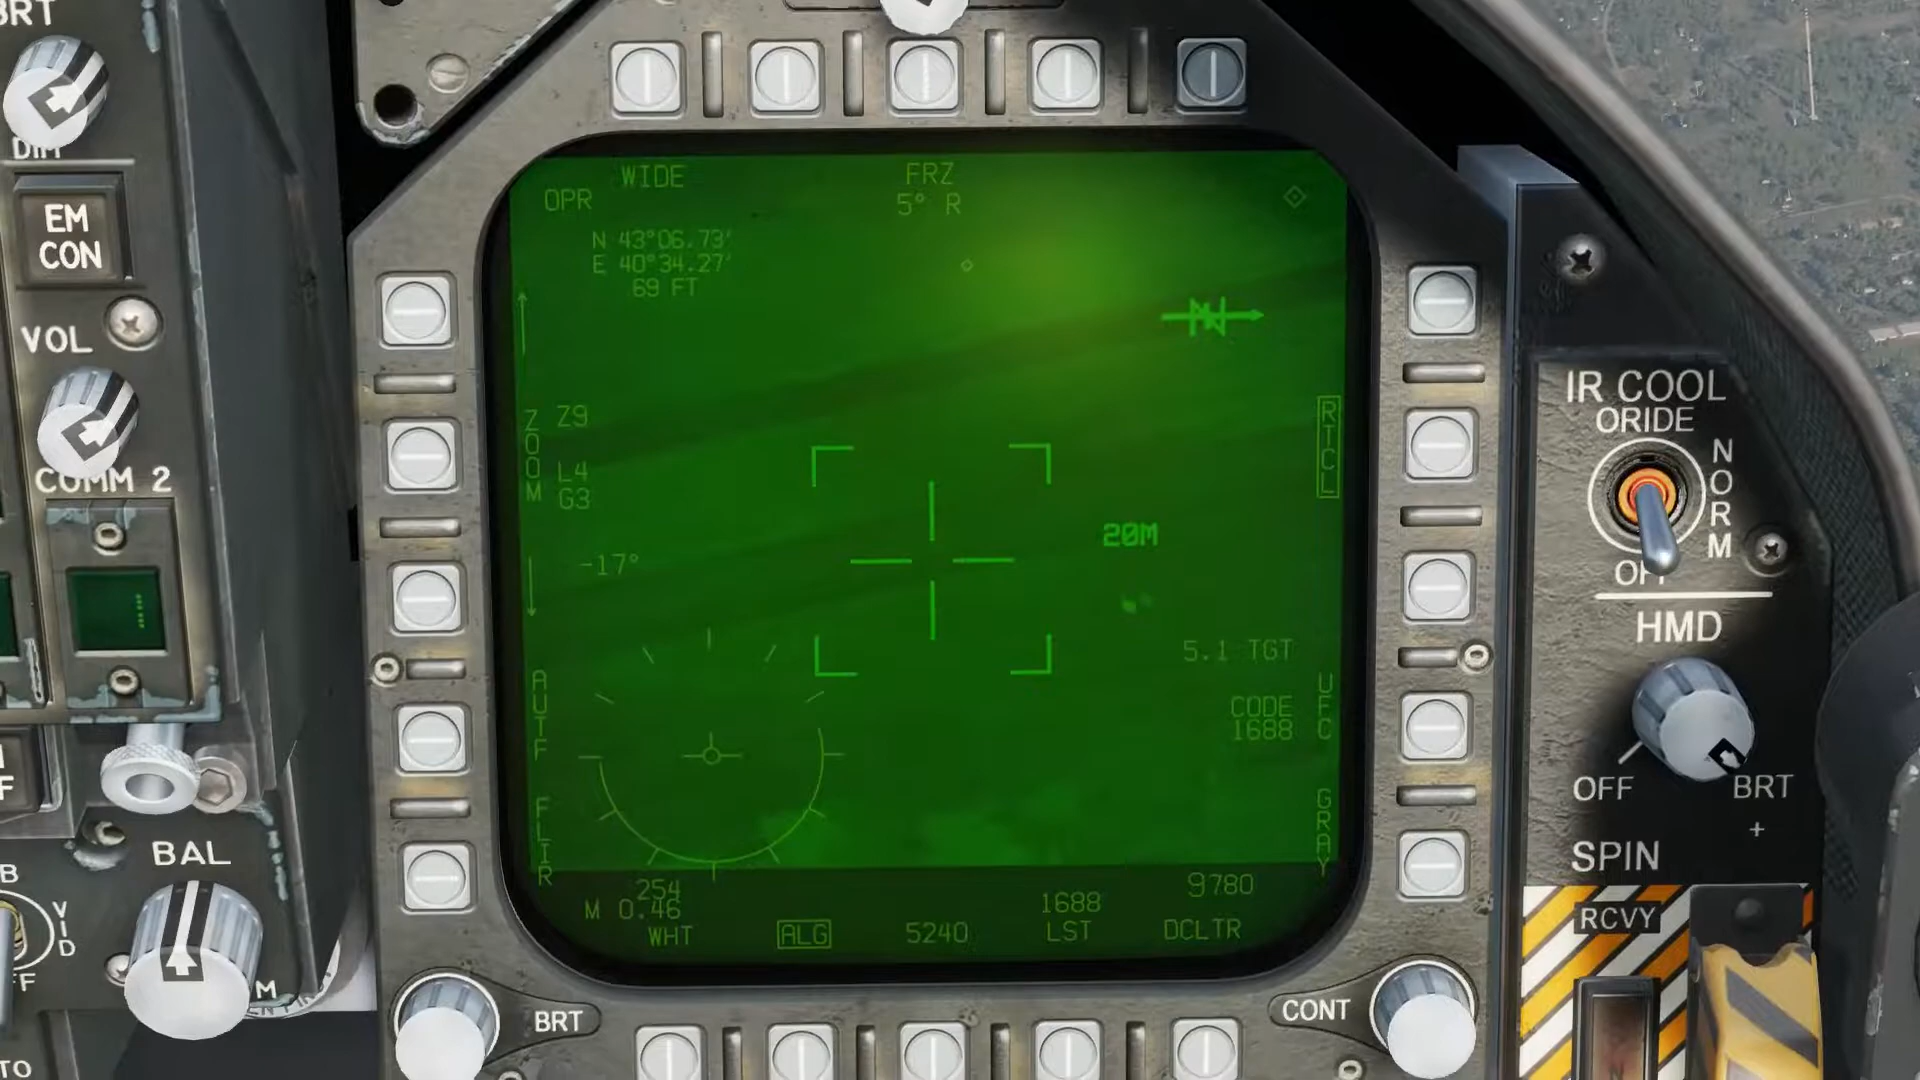 BRT
DIM
EM
CON
VOL
COMM 2
BAL
B
VID
WIDE
FRZ
OPR
5° R
N 43°06.73'
E 40°34.27'
69 FT
N
ZOOM
Z9
L4
G3
RTCL
20M
-17°
5.1 TGT
CODE
1688
UFC
AUTF
FLIR
GRAY
254
M 0.46
9780
1688
WHT
ALG
5240
LST
DCLTR
BRT
CONT
IR COOL
ORIDE
NORM
OFF
HMD
OFF
BRT
SPIN
RCVY